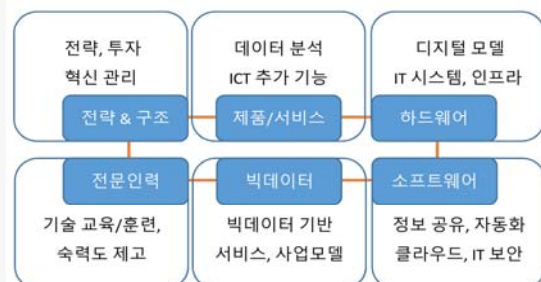 전략, 투자
혁신 관리
데이터 분석
ICT 추가 기능
디지털 모델
IT 시스템, 인프라
전략 & 구조
제품/서비스
하드웨어
전문인력
빅데이터
소프트웨어
기술 교육/훈련,
숙력도 제고
빅데이터 기반
서비스, 사업모델
정보 공유, 자동화
클라우드, IT 보안